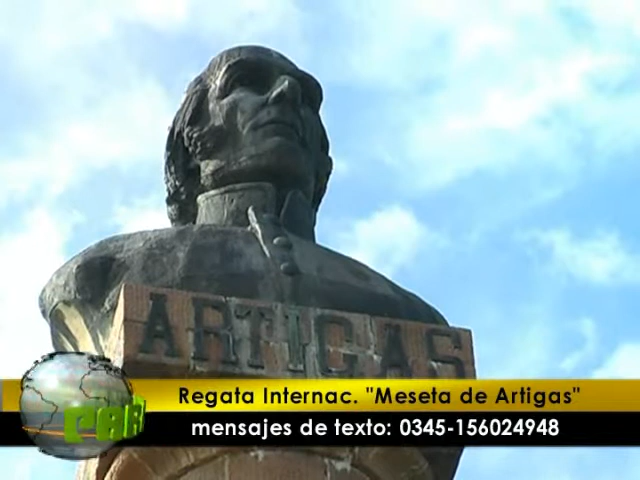 ARTIGAS
Regata Internac. "Meseta de Artigas"
mensajes de texto: 0345-156024948